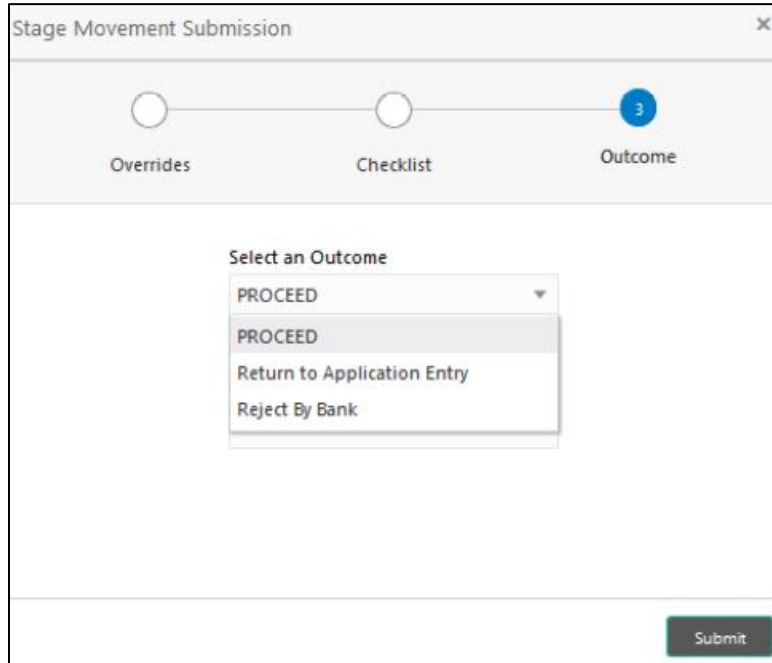 Stage Movement Submission
×
3
Overrides
Checklist
Outcome
Select an Outcome
PROCEED
PROCEED
Return to Application Entry
Reject By Bank
Submit